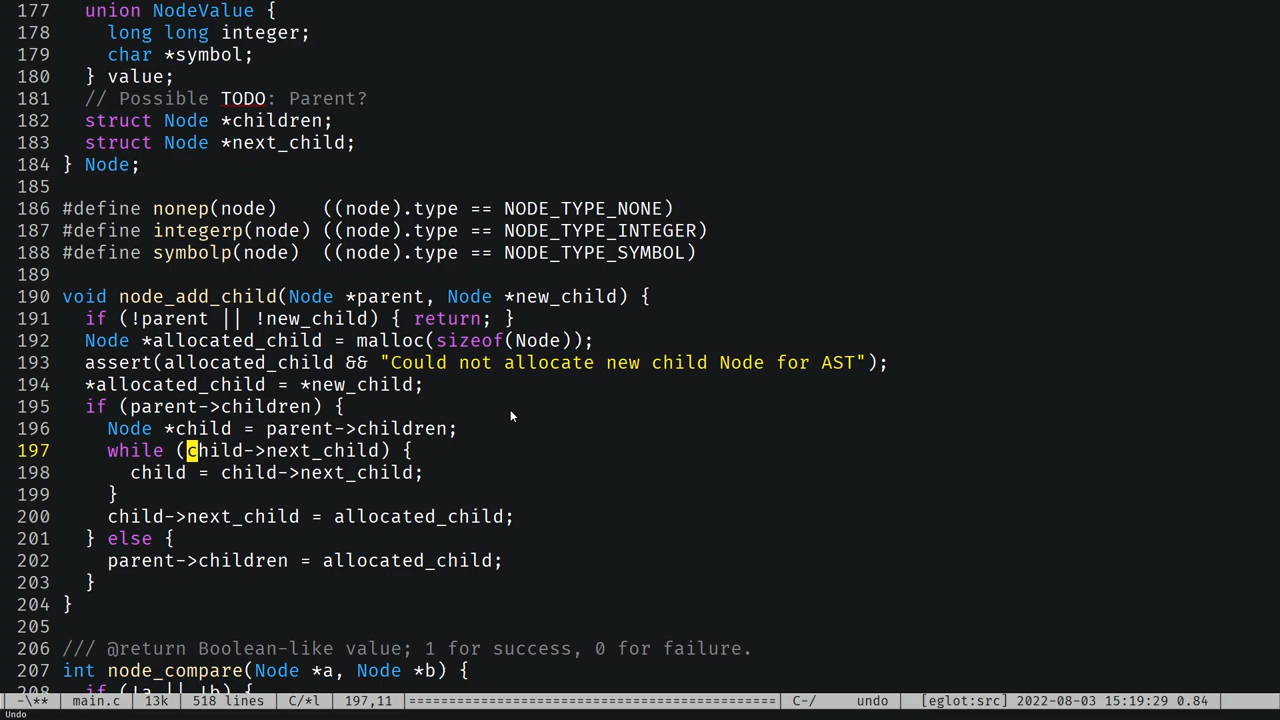 177   union NodeValue {
178     long long integer;
179     char *symbol;
180   } value;
181   // Possible TODO: Parent?
182   struct Node *children;
183   struct Node *next_child;
184 } Node;
185
186 #define nonep(node)    ((node).type == NODE_TYPE_NONE)
187 #define integerp(node) ((node).type == NODE_TYPE_INTEGER)
188 #define symbolp(node)  ((node).type == NODE_TYPE_SYMBOL)
189
190 void node_add_child(Node *parent, Node *new_child) {
191   if (!parent || !new_child) { return; }
192   Node *allocated_child = malloc(sizeof(Node));
193   assert(allocated_child && "Could not allocate new child Node for AST");
194   *allocated_child = *new_child;
195   if (parent->children) {
196     Node *child = parent->children;
197     while (child->next_child) {
198       child = child->next_child;
199     }
200     child->next_child = allocated_child;
201   } else {
202     parent->children = allocated_child;
203   }
204 }
205
206 /// @return Boolean-like value; 1 for success, 0 for failure.
207 int node_compare(Node *a, Node *b) {
208   if (!a || !b) {
-\** main.c 13k 518 lines C/*l 197,11 ================================= C-/ undo [eglot:src] 2022-08-03 15:19:29 0.84
Undo